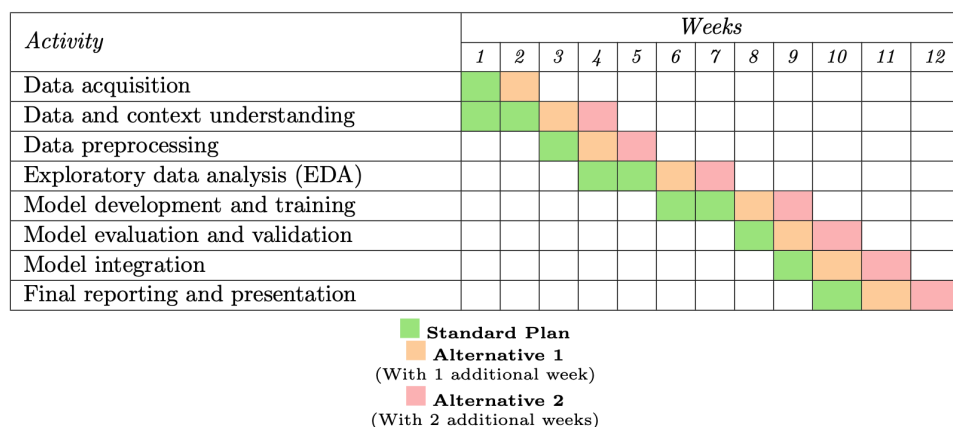 Activity
Weeks
1 2 3 4 5 6 7 8 9 10 11 12
Data acquisition
Data and context understanding
Data preprocessing
Exploratory data analysis (EDA)
Model development and training
Model evaluation and validation
Model integration
Final reporting and presentation
Standard Plan
Alternative 1
(With 1 additional week)
Alternative 2
(With 2 additional weeks)